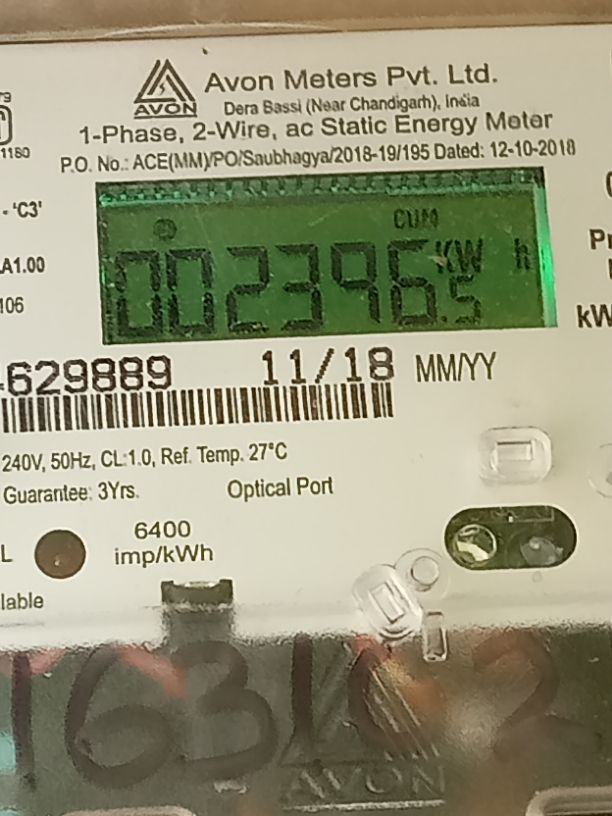 AVON
Avon Meters Pvt. Ltd.
Dera Bassi (Near Chandigarh), India
1-Phase, 2-Wire, ac Static Energy Meter
P.O. No.: ACE(MM)/PO/Saubhagya/2018-19/195 Dated: 12-10-2018
1180
- 'C3'
A1.00
106
CUM
002396.5 KW h
kW
629889 11/18 MM/YY
240V, 50Hz, CL:1.0, Ref. Temp. 27°C
Guarantee: 3Yrs. Optical Port
6400
imp/kWh
L
lable
AVON